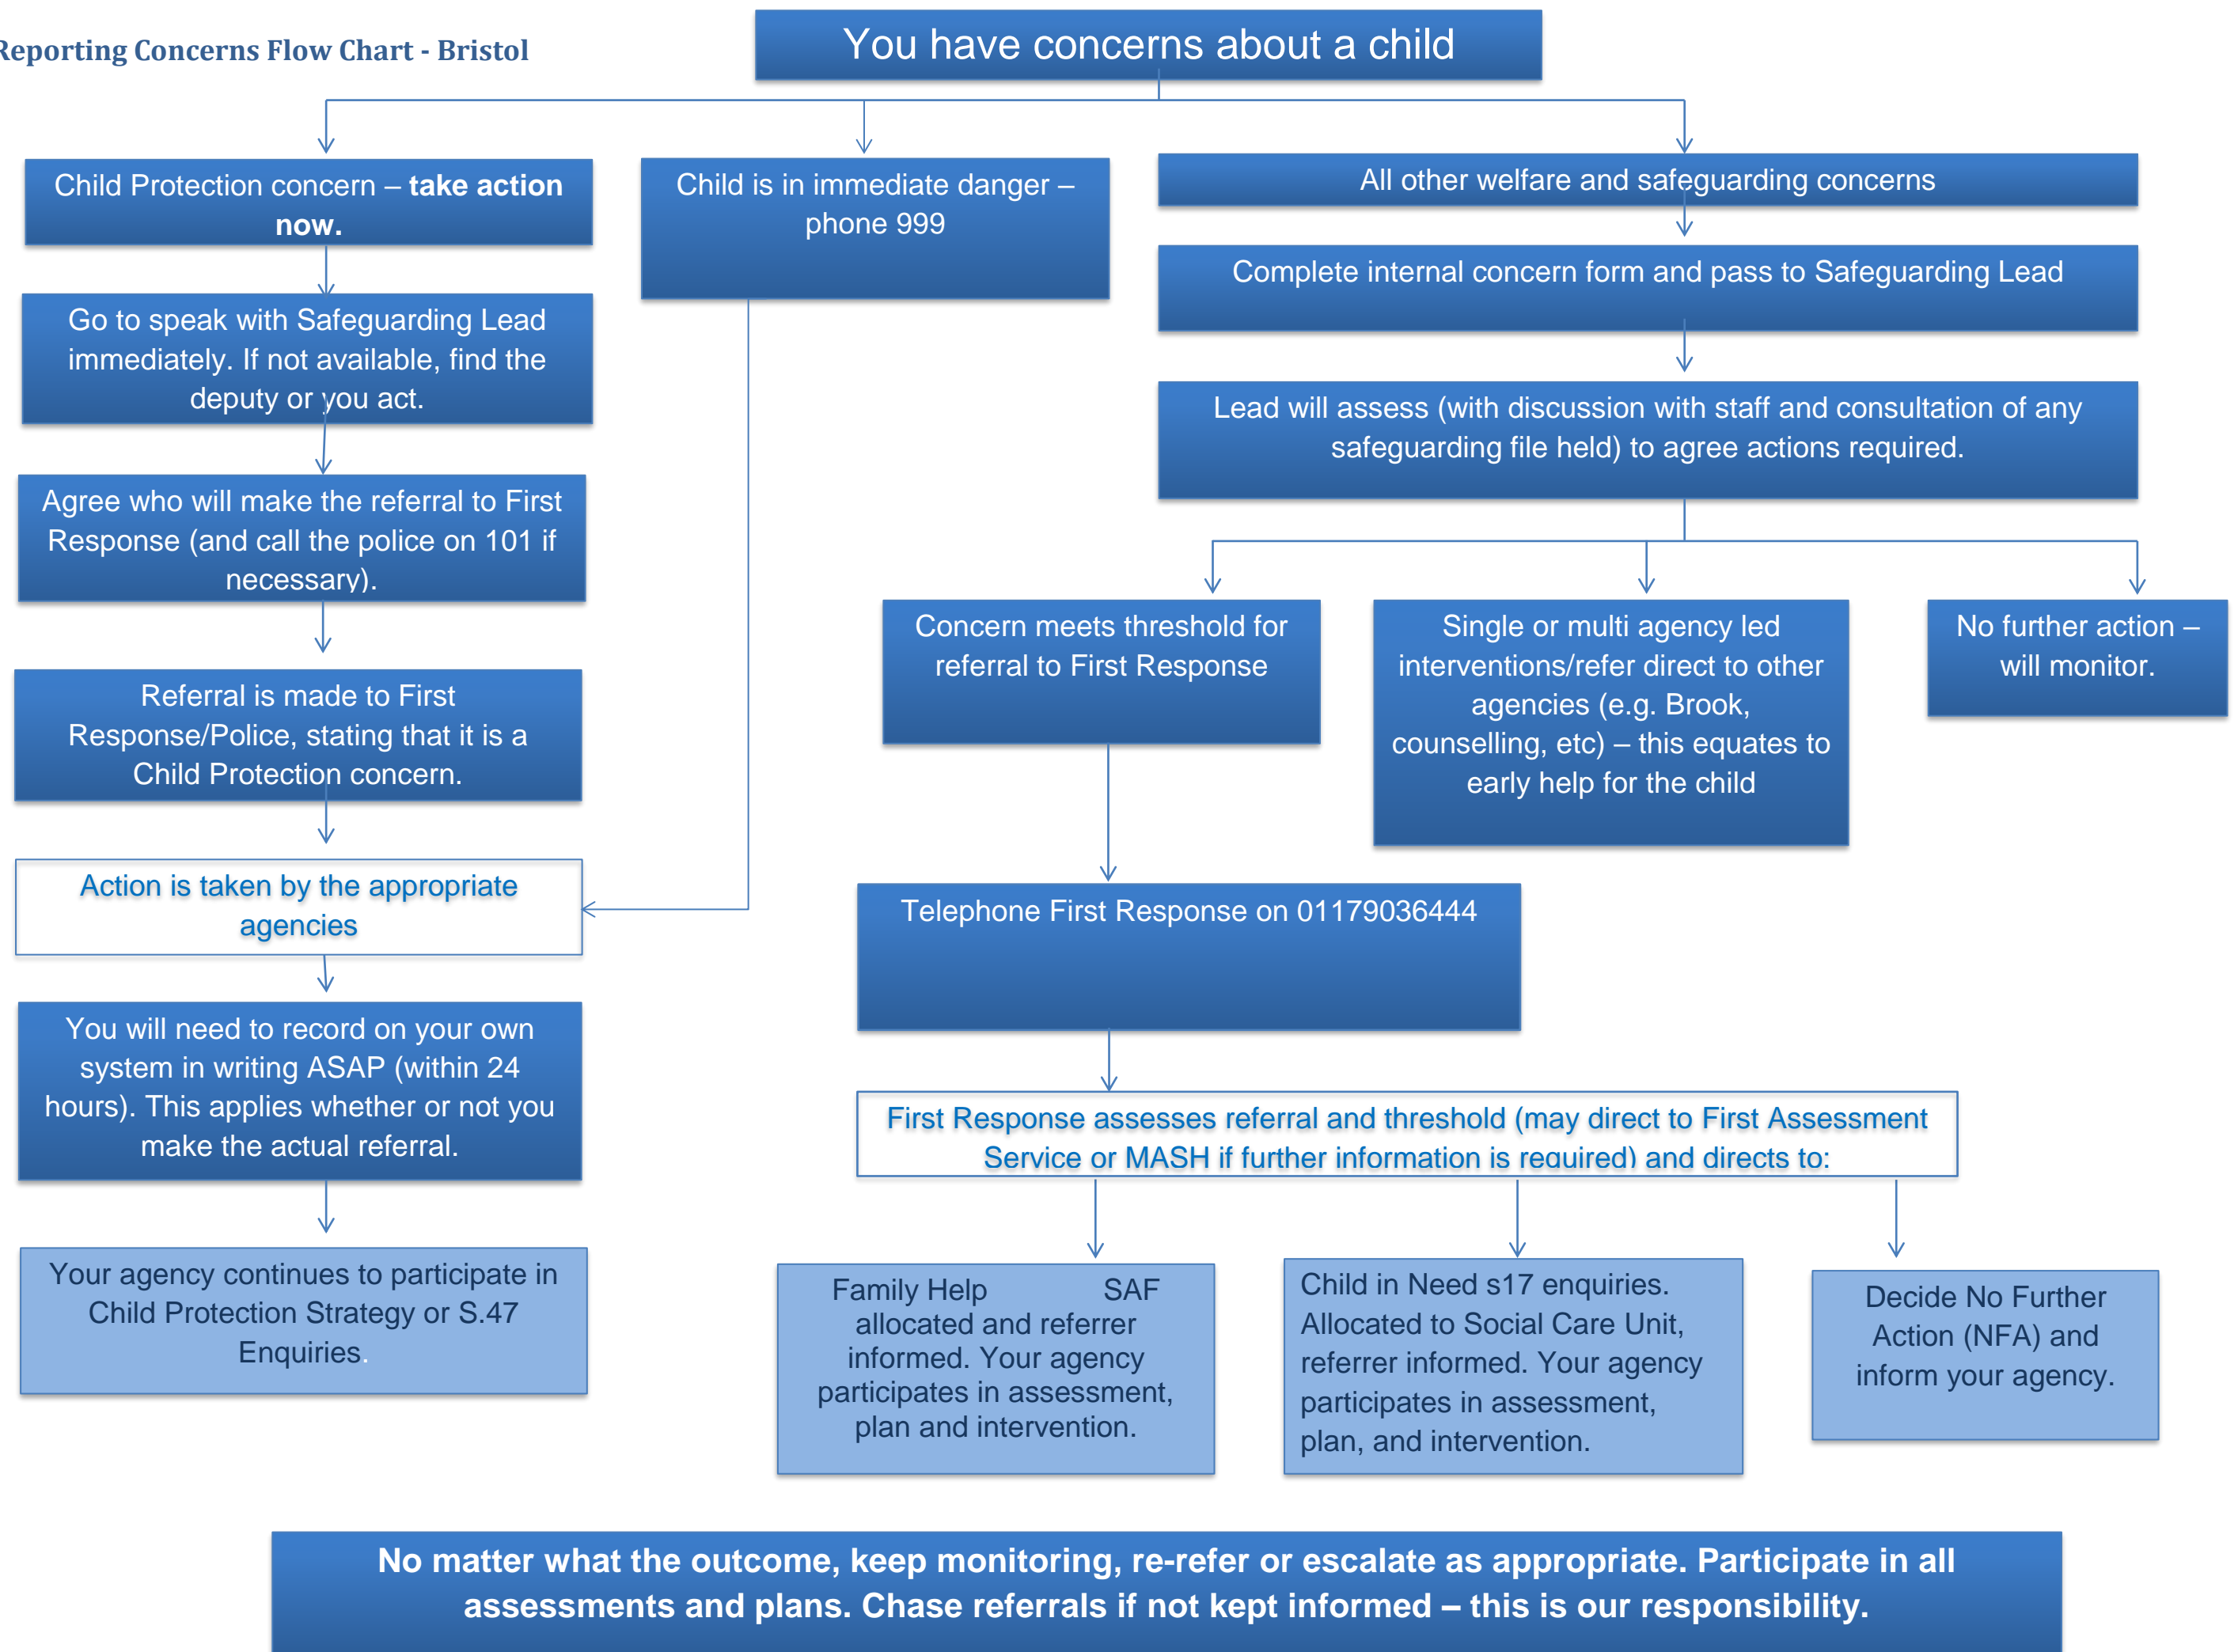 Reporting Concerns Flow Chart - Bristol
You have concerns about a child
Child Protection concern – take action
now.
Go to speak with Safeguarding Lead
immediately. If not available, find the
deputy or you act.
Agree who will make the referral to First
Response (and call the police on 101 if
necessary).
Referral is made to First
Response/Police, stating that it is a
Child Protection concern.
Action is taken by the appropriate
agencies
You will need to record on your own
system in writing ASAP (within 24
hours). This applies whether or not you
make the actual referral.
Your agency continues to participate in
Child Protection Strategy or S.47
Enquiries.
Child is in immediate danger –
phone 999
All other welfare and safeguarding concerns
Complete internal concern form and pass to Safeguarding Lead
Lead will assess (with discussion with staff and consultation of any
safeguarding file held) to agree actions required.
Concern meets threshold for
referral to First Response
Single or multi agency led
interventions/refer direct to other
agencies (e.g. Brook,
counselling, etc) – this equates to
early help for the child
No further action –
will monitor.
Telephone First Response on 01179036444
First Response assesses referral and threshold (may direct to First Assessment
Service or MASH if further information is required) and directs to:
Family Help SAF
allocated and referrer
informed. Your agency
participates in assessment,
plan and intervention.
Child in Need s17 enquiries.
Allocated to Social Care Unit,
referrer informed. Your agency
participates in assessment,
plan, and intervention.
Decide No Further
Action (NFA) and
inform your agency.
No matter what the outcome, keep monitoring, re-refer or escalate as appropriate. Participate in all
assessments and plans. Chase referrals if not kept informed – this is our responsibility.